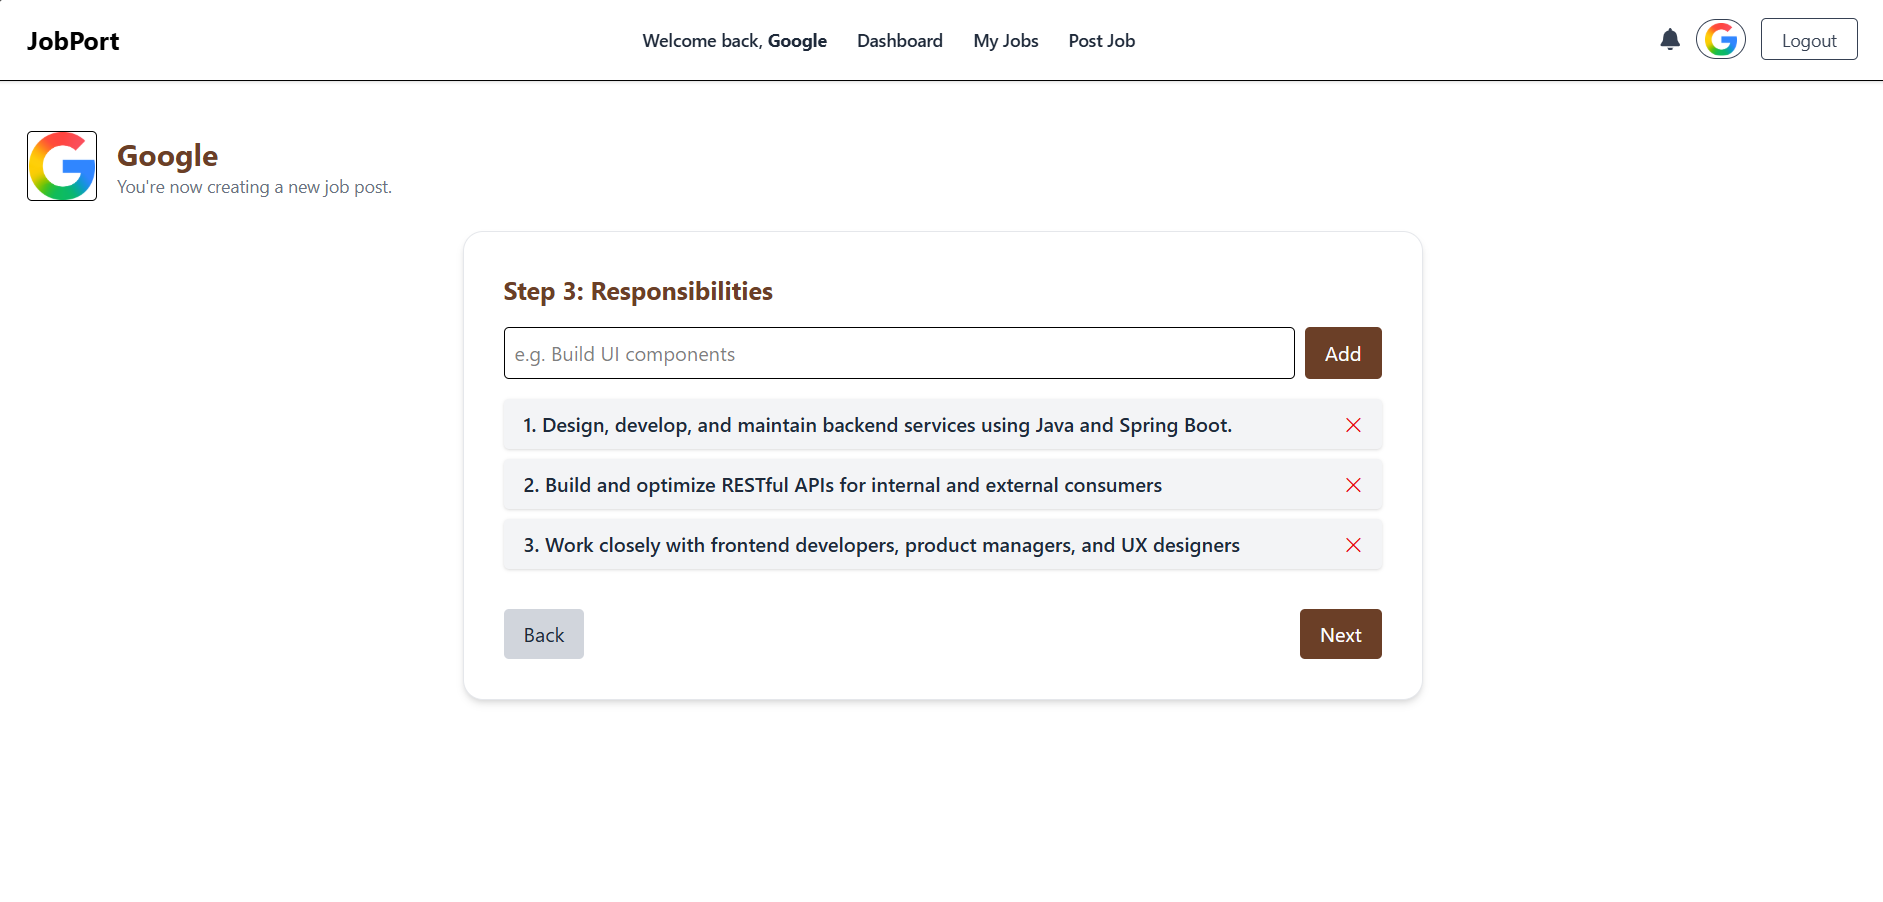 JobPort
Welcome back, Google
Dashboard
My Jobs
Post Job
Logout
Google
You're now creating a new job post.
Step 3: Responsibilities
e.g. Build UI components
Add
1. Design, develop, and maintain backend services using Java and Spring Boot.
2. Build and optimize RESTful APIs for internal and external consumers
3. Work closely with frontend developers, product managers, and UX designers
Back
Next